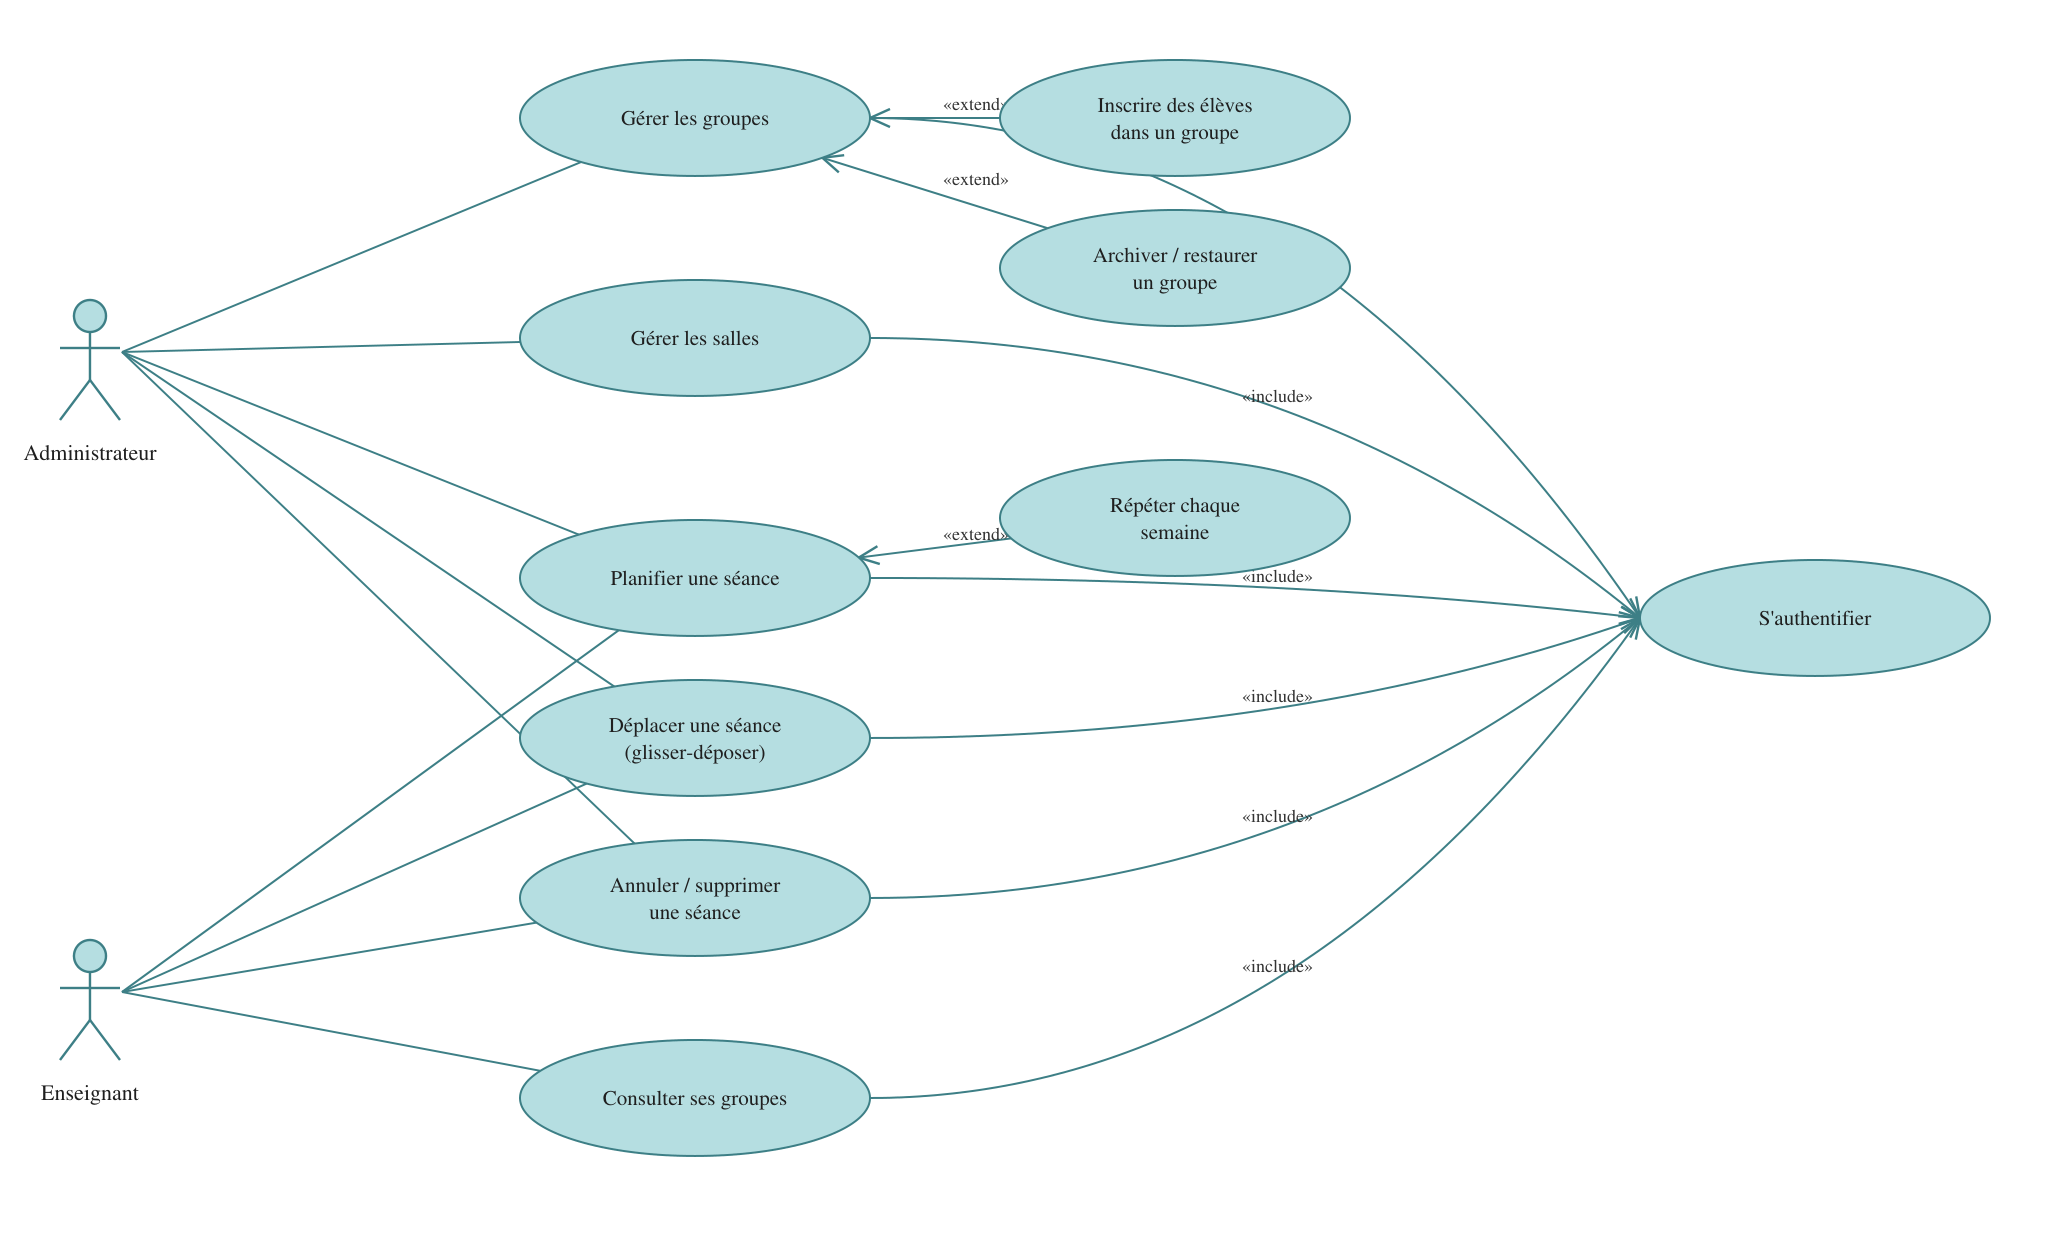 Gérer les groupes
«extend»
Inscrire des élèves
dans un groupe
«extend»
Archiver / restaurer
un groupe
Gérer les salles
«include»
Administrateur
Répéter chaque
semaine
«extend»
Planifier une séance
«include»
S'authentifier
Déplacer une séance
(glisser-déposer)
«include»
«include»
Annuler / supprimer
une séance
«include»
Enseignant
Consulter ses groupes